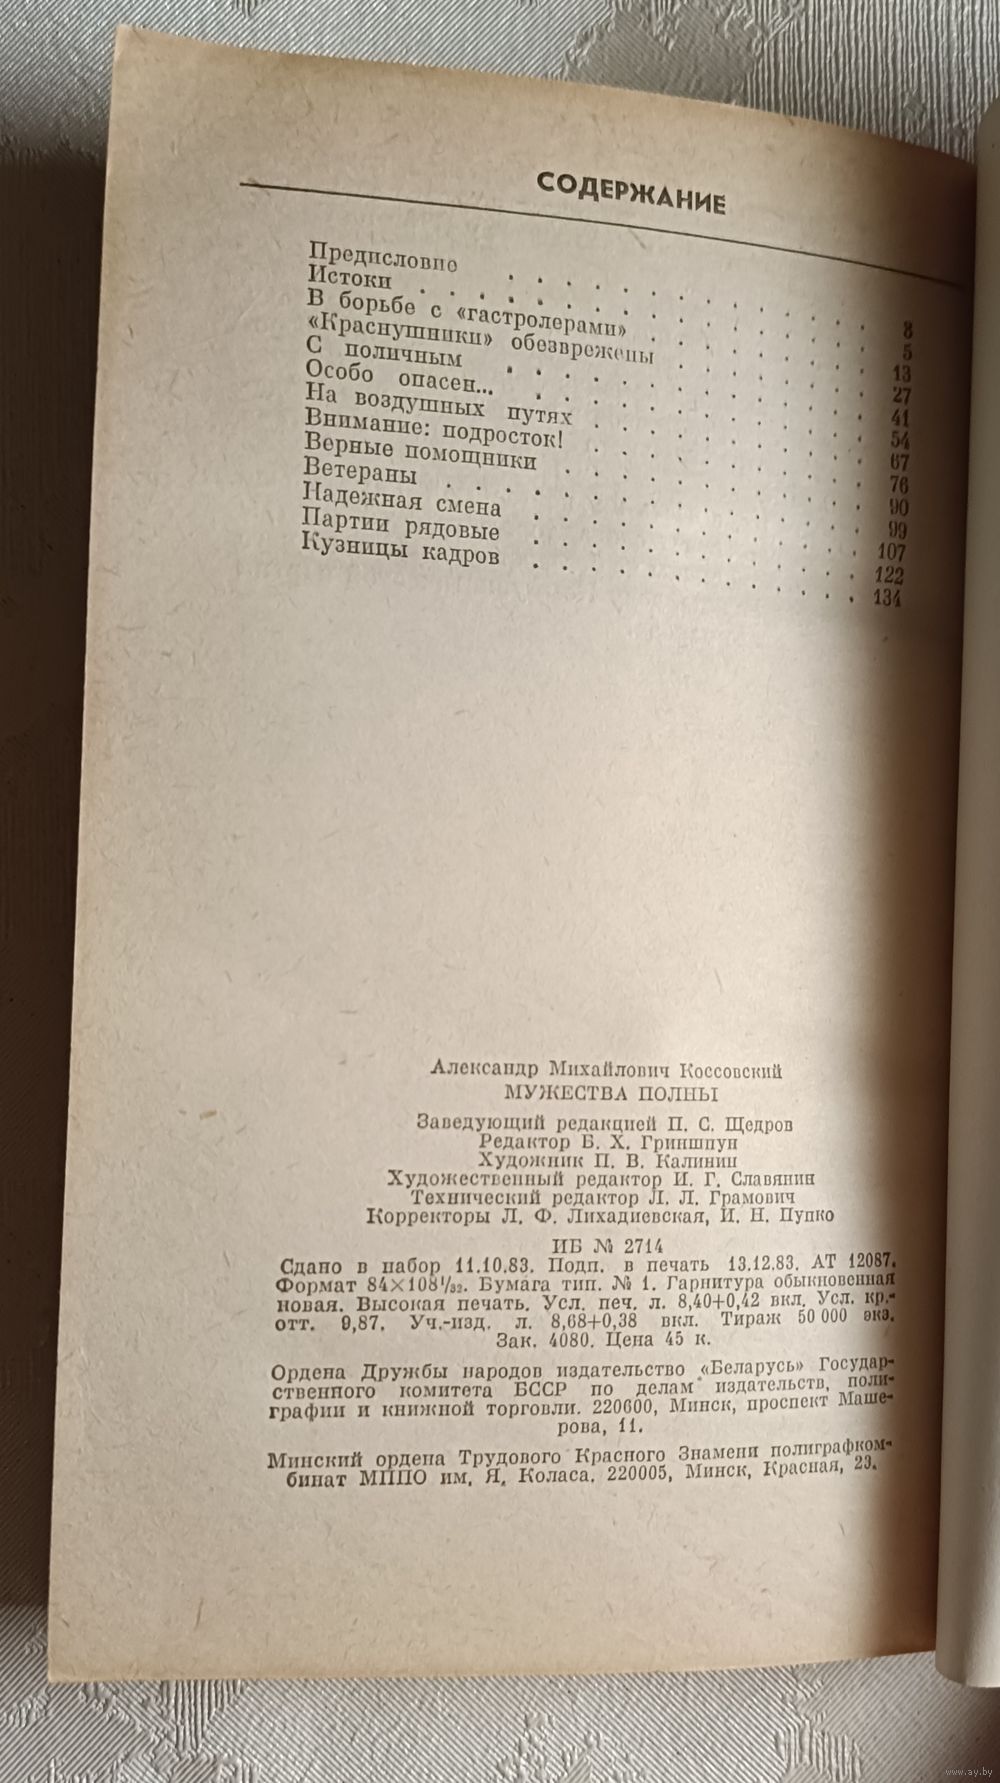 СОДЕРЖАНИЕ
Предисловие . . . . . . . . . . . . . 3
Истоки . . . . . . . . . . . . . . . . 5
В борьбе с «гастролерами» . . . . . . . . 13
«Краснушники» обезврежены . . . . . . . 27
С поличным . . . . . . . . . . . . . 41
Особо опасен... . . . . . . . . . . . . 54
На воздушных путях . . . . . . . . . . 67
Внимание: подросток! . . . . . . . . . . 76
Верные помощники . . . . . . . . . . . 90
Ветераны . . . . . . . . . . . . . . . 99
Надежная смена . . . . . . . . . . . . 107
Партии рядовые . . . . . . . . . . . . 122
Кузницы кадров . . . . . . . . . . . . 134
Александр Михайлович Коссовский
МУЖЕСТВА ПОЛНЫ
Заведующий редакцией П. С. Щедров
Редактор Б. Х. Гриншпун
Художник П. В. Калинин
Художественный редактор И. Г. Славянин
Технический редактор Л. Л. Грамович
Корректоры Л. Ф. Лихадиевская, И. Н. Пупко
ИБ № 2714
Сдано в набор 11.10.83. Подп. в печать 13.12.83. АТ 12087.
Формат 84×108¹/₃₂. Бумага тип. № 1. Гарнитура обыкновенная
новая. Высокая печать. Усл. печ. л. 8,40+0,42 вкл. Усл. кр.-
отт. 9,87. Уч.-изд. л. 8,68+0,38 вкл. Тираж 50 000 экз.
Зак. 4080. Цена 45 к.
Ордена Дружбы народов издательство «Беларусь» Государ-
ственного комитета БССР по делам издательств, поли-
графии и книжной торговли. 220600, Минск, проспект Маше-
рова, 11.
Минский ордена Трудового Красного Знамени полиграфком-
бинат МППО им. Я. Коласа. 220005, Минск, Красная, 23.
www.ay.by